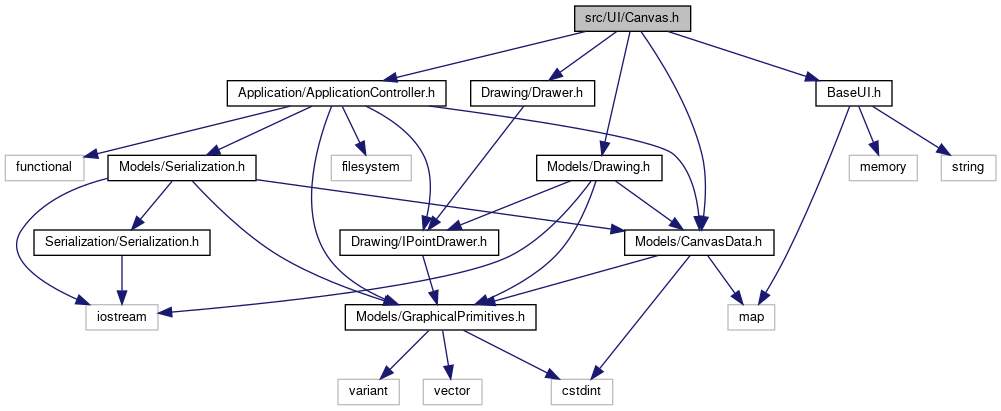 src/UI/Canvas.h
Application/ApplicationController.h
Drawing/Drawer.h
BaseUI.h
functional
Models/Serialization.h
filesystem
Models/Drawing.h
memory
string
Serialization/Serialization.h
Drawing/IPointDrawer.h
Models/CanvasData.h
iostream
Models/GraphicalPrimitives.h
map
variant
vector
cstdint